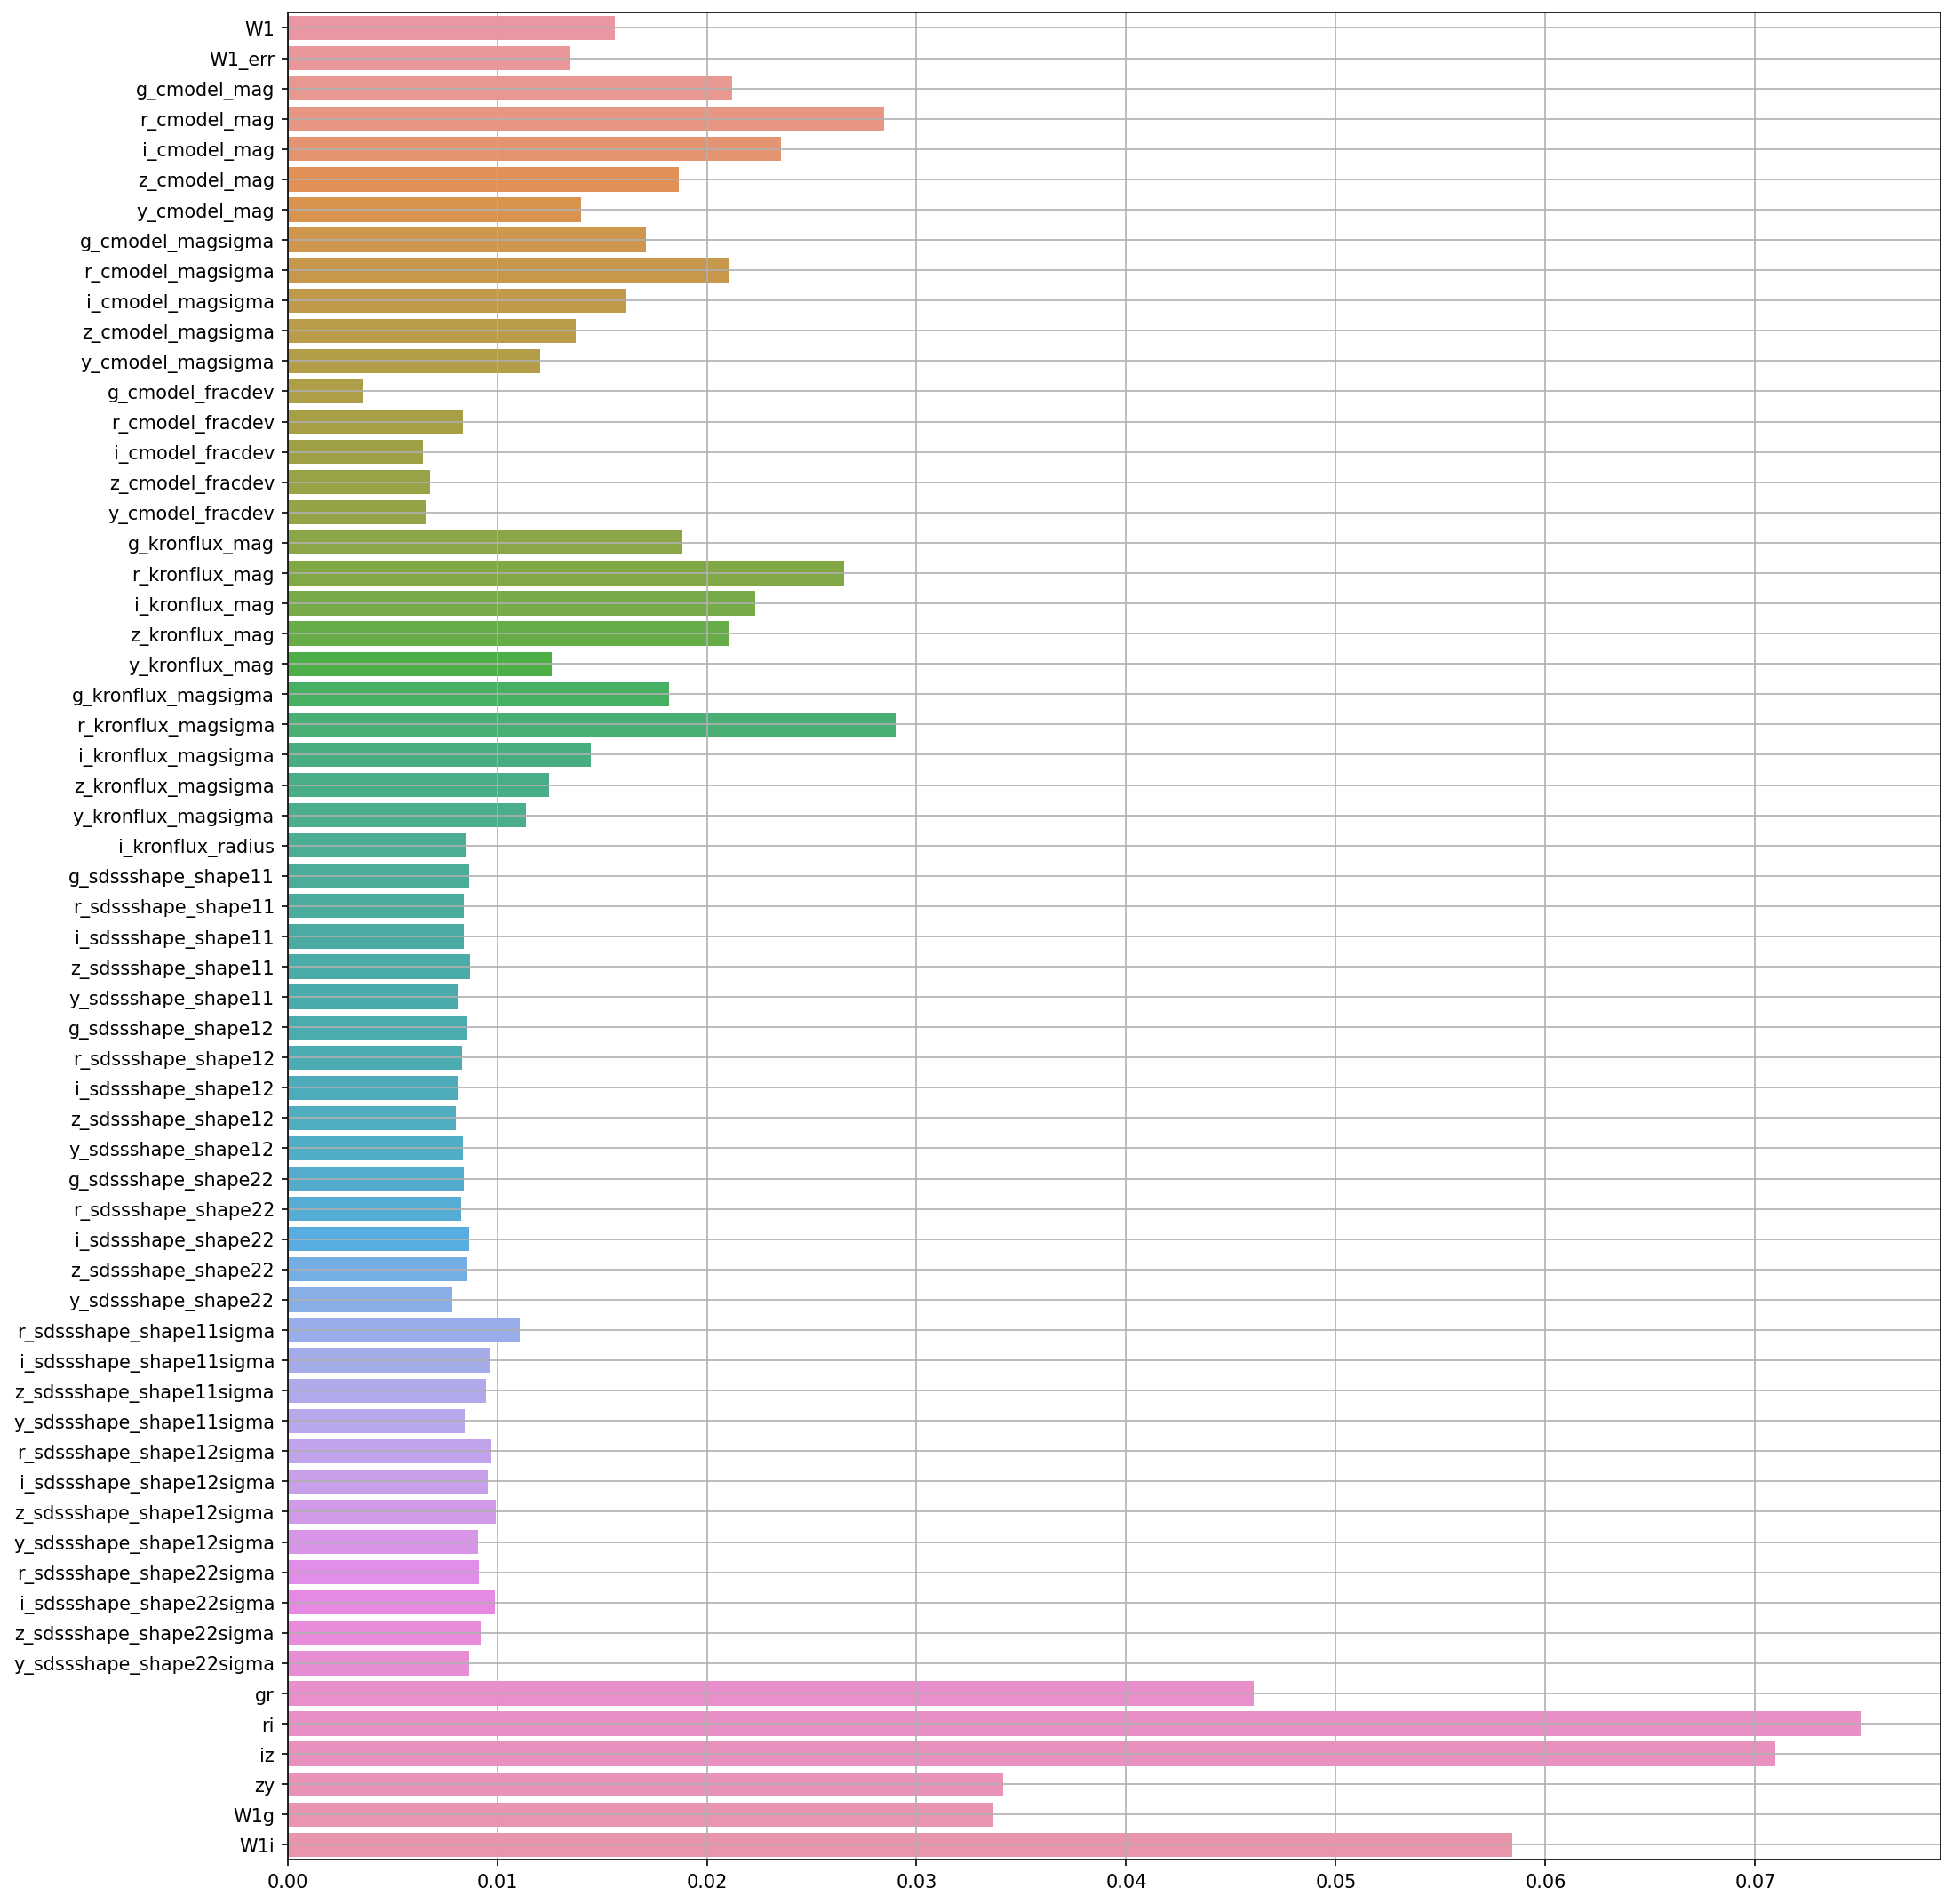 W1
W1_err
g_cmodel_mag
r_cmodel_mag
i_cmodel_mag
z_cmodel_mag
y_cmodel_mag
g_cmodel_magsigma
r_cmodel_magsigma
i_cmodel_magsigma
z_cmodel_magsigma
y_cmodel_magsigma
g_cmodel_fracdev
r_cmodel_fracdev
i_cmodel_fracdev
z_cmodel_fracdev
y_cmodel_fracdev
g_kronflux_mag
r_kronflux_mag
i_kronflux_mag
z_kronflux_mag
y_kronflux_mag
g_kronflux_magsigma
r_kronflux_magsigma
i_kronflux_magsigma
z_kronflux_magsigma
y_kronflux_magsigma
i_kronflux_radius
g_sdssshape_shape11
r_sdssshape_shape11
i_sdssshape_shape11
z_sdssshape_shape11
y_sdssshape_shape11
g_sdssshape_shape12
r_sdssshape_shape12
i_sdssshape_shape12
z_sdssshape_shape12
y_sdssshape_shape12
g_sdssshape_shape22
r_sdssshape_shape22
i_sdssshape_shape22
z_sdssshape_shape22
y_sdssshape_shape22
r_sdssshape_shape11sigma
i_sdssshape_shape11sigma
z_sdssshape_shape11sigma
y_sdssshape_shape11sigma
r_sdssshape_shape12sigma
i_sdssshape_shape12sigma
z_sdssshape_shape12sigma
y_sdssshape_shape12sigma
r_sdssshape_shape22sigma
i_sdssshape_shape22sigma
z_sdssshape_shape22sigma
y_sdssshape_shape22sigma
gr
ri
iz
zy
W1g
W1i
0.00 0.01 0.02 0.03 0.04 0.05 0.06 0.07